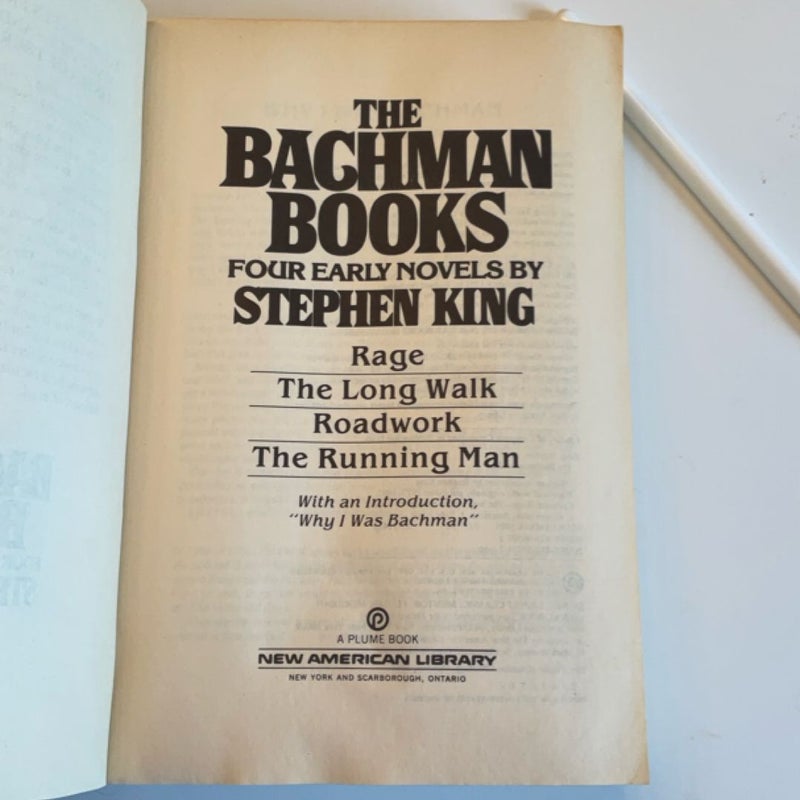 THE
BACHMAN
BOOKS
FOUR EARLY NOVELS BY
STEPHEN KING
Rage
The Long Walk
Roadwork
The Running Man
With an Introduction,
"Why I Was Bachman"
A PLUME BOOK
NEW AMERICAN LIBRARY
NEW YORK AND SCARBOROUGH, ONTARIO